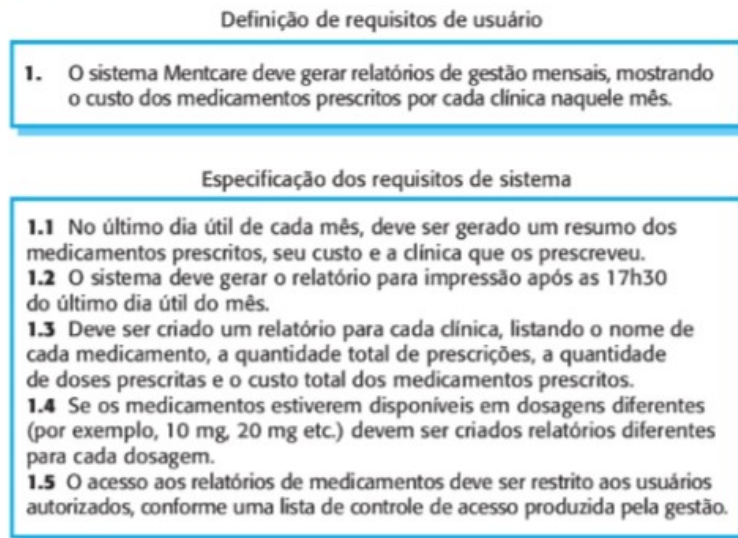 Definição de requisitos de usuário
1. O sistema Mentcare deve gerar relatórios de gestão mensais, mostrando
o custo dos medicamentos prescritos por cada clínica naquele mês.
Especificação dos requisitos de sistema
1.1 No último dia útil de cada mês, deve ser gerado um resumo dos
medicamentos prescritos, seu custo e a clínica que os prescreveu.
1.2 O sistema deve gerar o relatório para impressão após as 17h30
do último dia útil do mês.
1.3 Deve ser criado um relatório para cada clínica, listando o nome de
cada medicamento, a quantidade total de prescrições, a quantidade
de doses prescritas e o custo total dos medicamentos prescritos.
1.4 Se os medicamentos estiverem disponíveis em dosagens diferentes
(por exemplo, 10 mg, 20 mg etc.) devem ser criados relatórios diferentes
para cada dosagem.
1.5 O acesso aos relatórios de medicamentos deve ser restrito aos usuários
autorizados, conforme uma lista de controle de acesso produzida pela gestão.